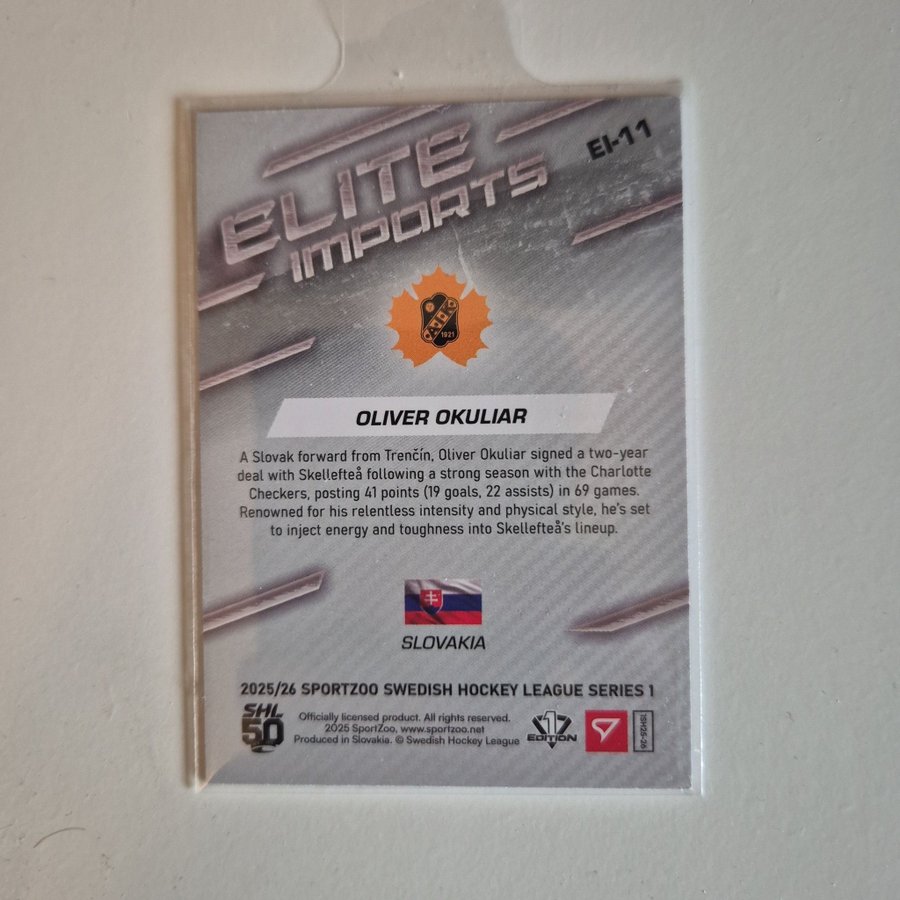 EI-11
ELITE
IMPORTS
1921
OLIVER OKULIAR
A Slovak forward from Trenčín, Oliver Okuliar signed a two-year
deal with Skellefteå following a strong season with the Charlotte
Checkers, posting 41 points (19 goals, 22 assists) in 69 games.
Renowned for his relentless intensity and physical style, he's set
to inject energy and toughness into Skellefteå's lineup.
SLOVAKIA
2025/26 SPORTZOO SWEDISH HOCKEY LEAGUE SERIES 1
SHL
50
Officially licensed product. All rights reserved.
2025 SportZoo, www.sportzoo.net
Produced in Slovakia. © Swedish Hockey League
1
EDITION